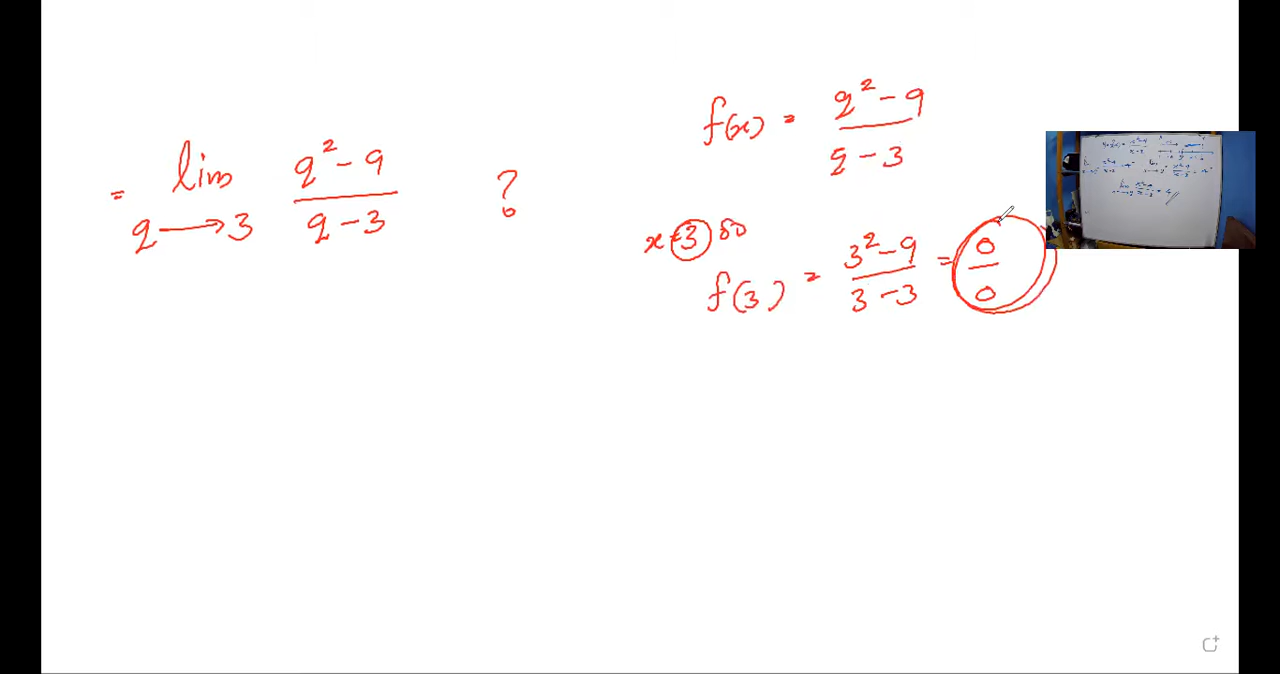 = lim q→3 (q² - 9)/(q - 3) ?
f(x) = (q² - 9)/(q - 3)
x = 3 so
f(3) = (3² - 9)/(3 - 3) = 0/0